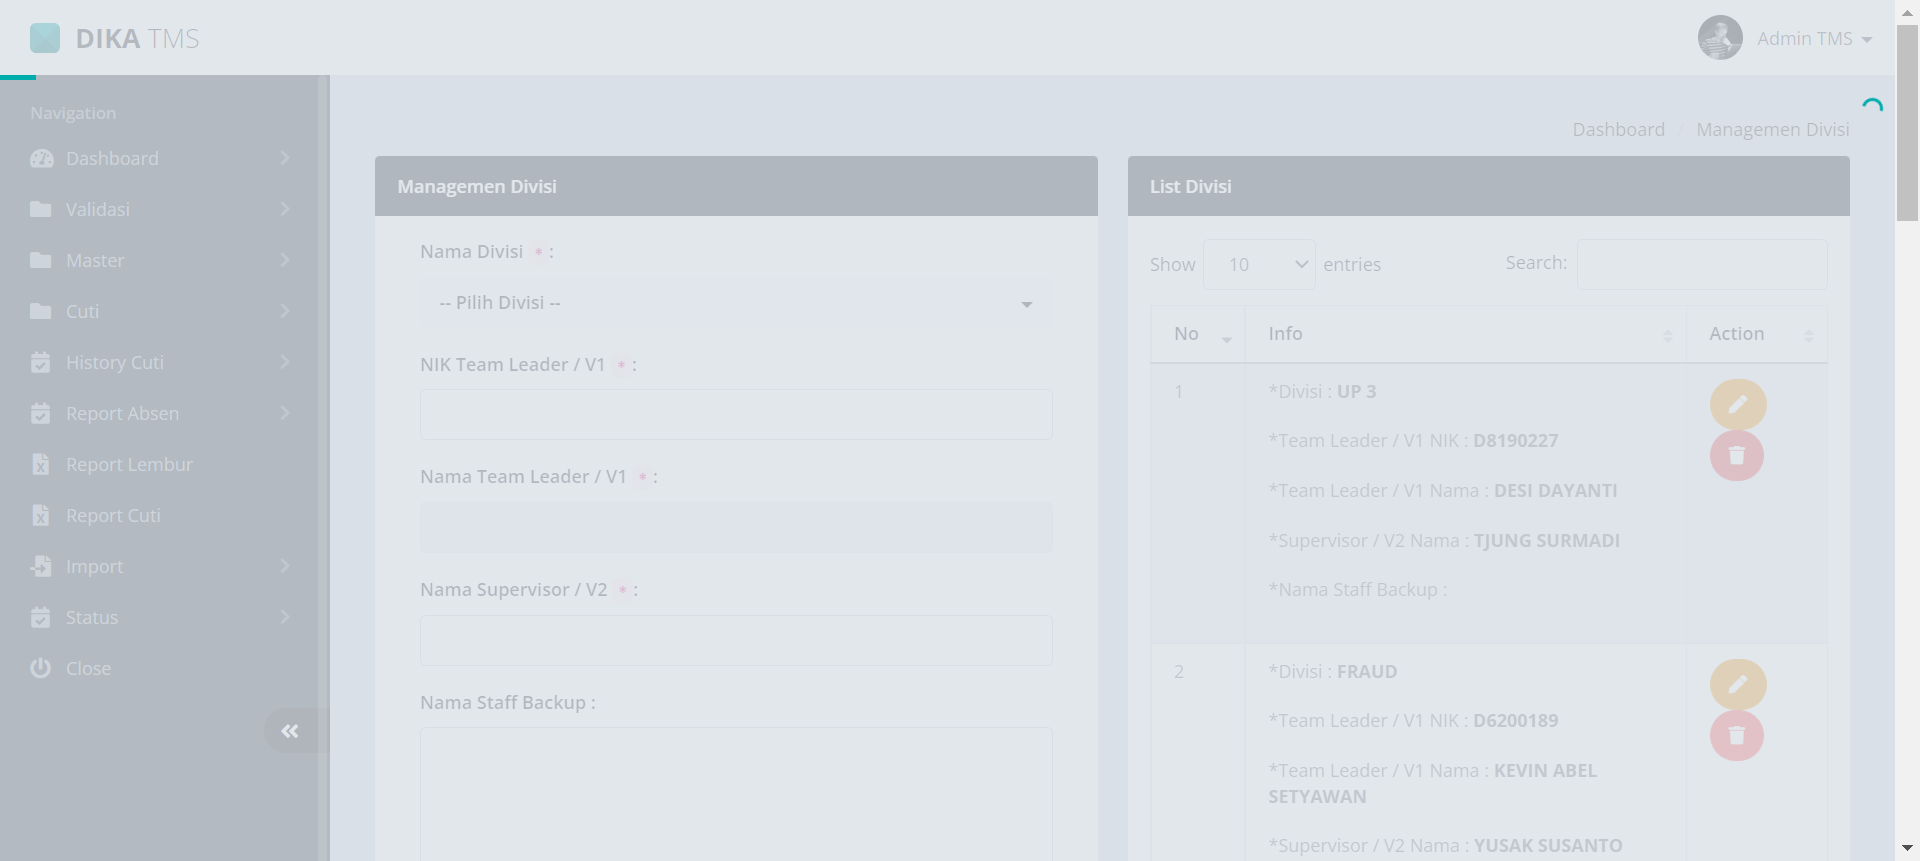 DIKA TMS
Admin TMS
Navigation
Dashboard
Validasi
Master
Cuti
History Cuti
Report Absen
Report Lembur
Report Cuti
Import
Status
Close
Dashboard / Managemen Divisi
Managemen Divisi
Nama Divisi * :
-- Pilih Divisi --
NIK Team Leader / V1 * :
Nama Team Leader / V1 * :
Nama Supervisor / V2 * :
Nama Staff Backup :
List Divisi
Show 10 entries
Search:
No Info Action
1
*Divisi : UP 3
*Team Leader / V1 NIK : D8190227
*Team Leader / V1 Nama : DESI DAYANTI
*Supervisor / V2 Nama : TJUNG SURMADI
*Nama Staff Backup :
2
*Divisi : FRAUD
*Team Leader / V1 NIK : D6200189
*Team Leader / V1 Nama : KEVIN ABEL
SETYAWAN
*Supervisor / V2 Nama : YUSAK SUSANTO